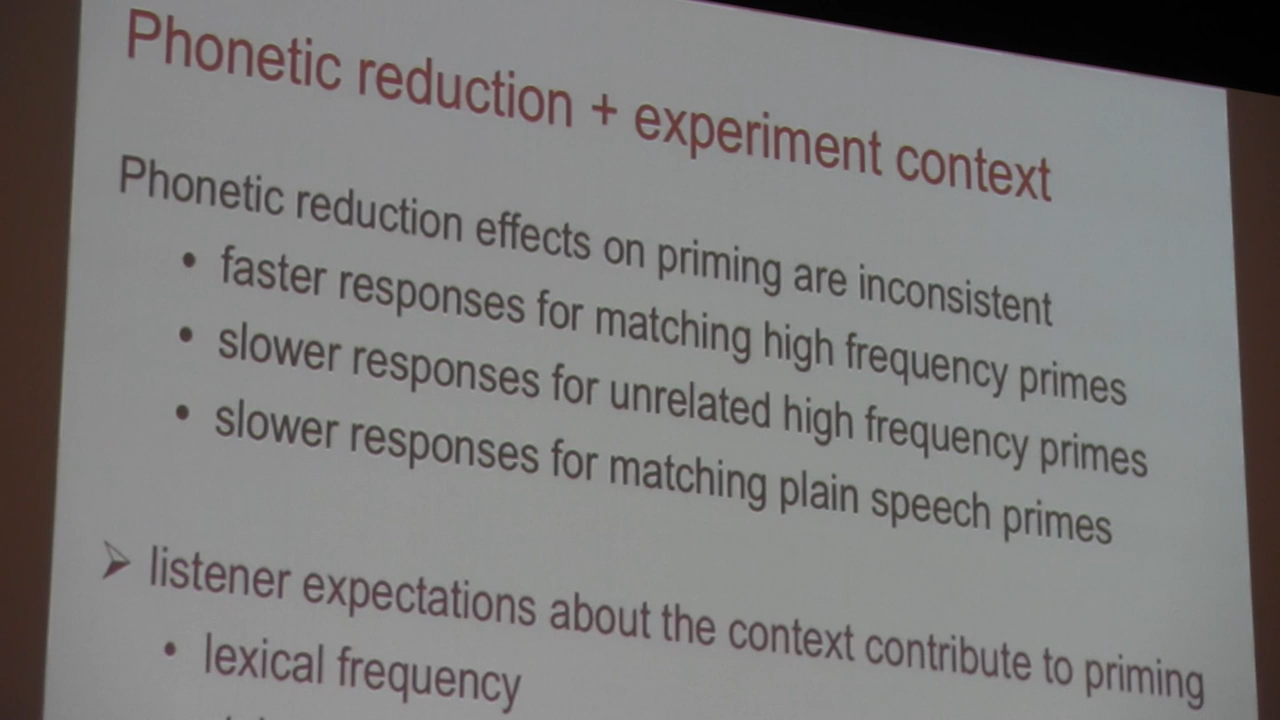 Phonetic reduction + experiment context
Phonetic reduction effects on priming are inconsistent
• faster responses for matching high frequency primes
• slower responses for unrelated high frequency primes
• slower responses for matching plain speech primes
➢ listener expectations about the context contribute to priming
• lexical frequency